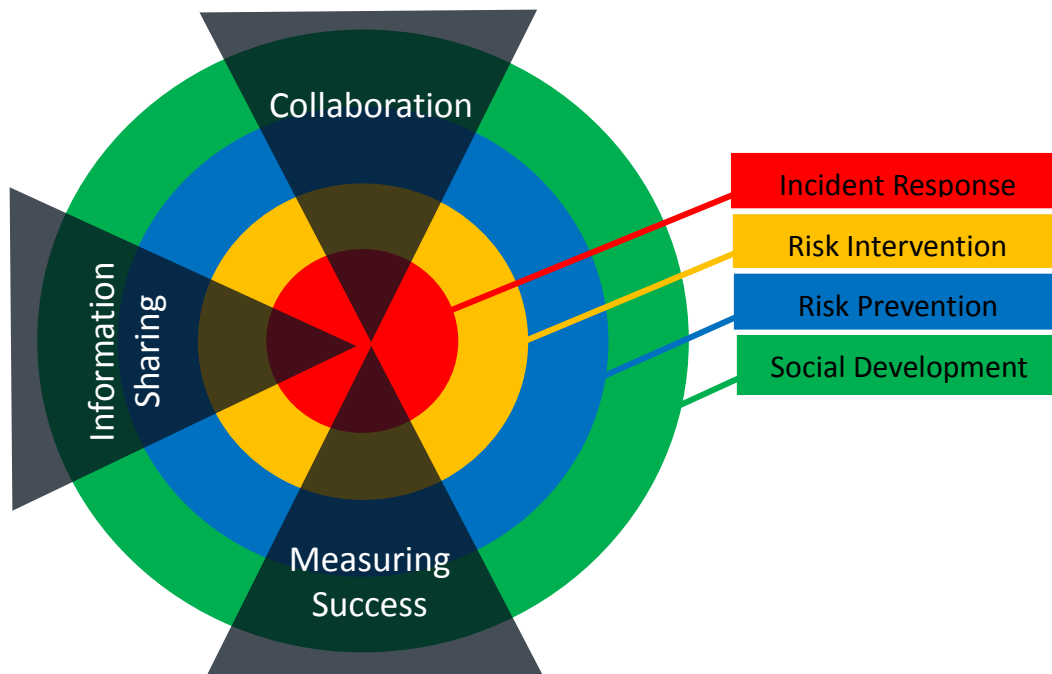 Collaboration
Information
Sharing
Measuring
Success
Incident Response
Risk Intervention
Risk Prevention
Social Development